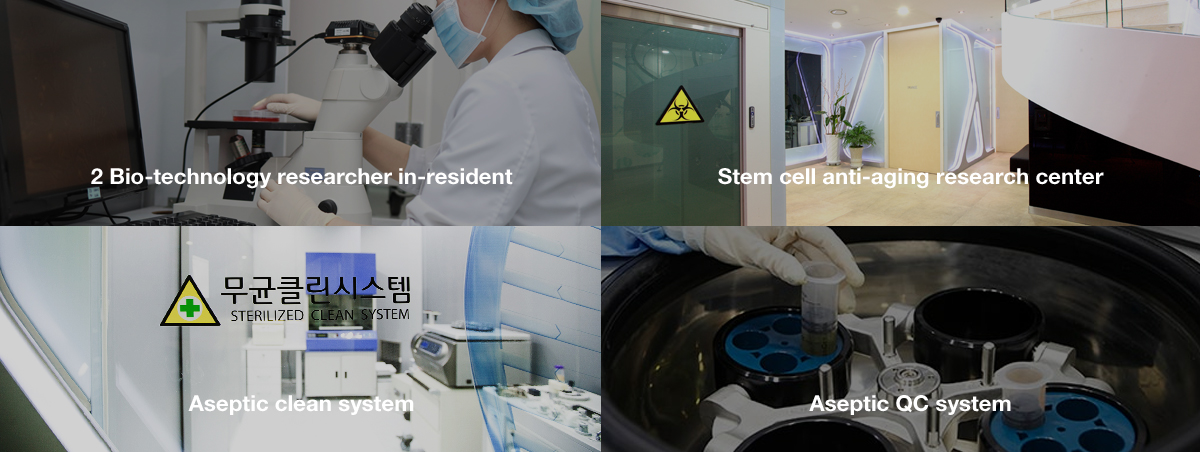 2 Bio-technology researcher in-resident
Stem cell anti-aging research center
무균클린시스템
STERILIZED CLEAN SYSTEM
Aseptic clean system
Aseptic QC system